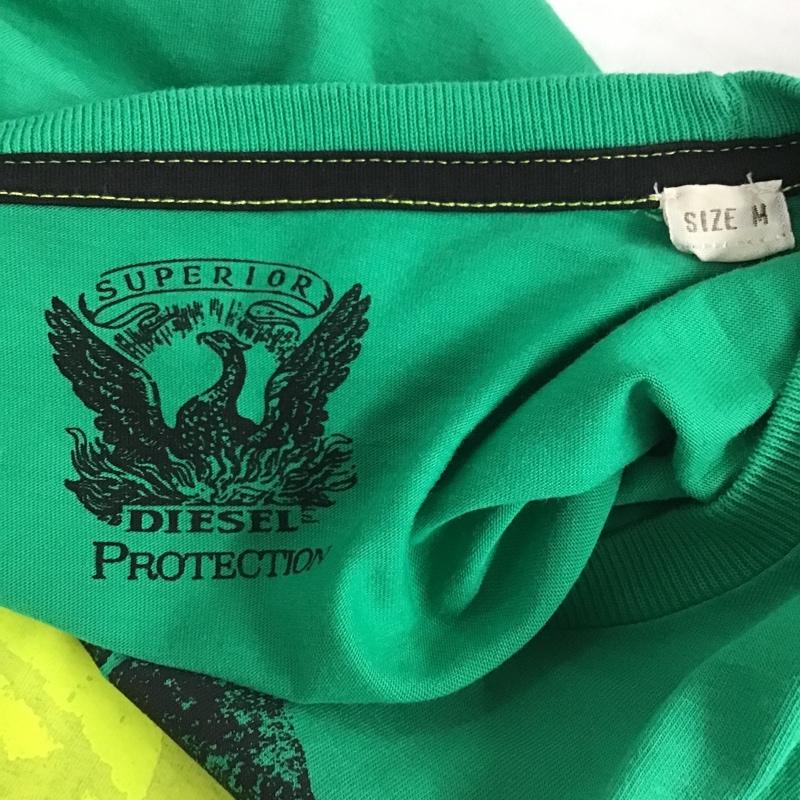 SIZE M
SUPERIOR
DIESEL
PROTECTION